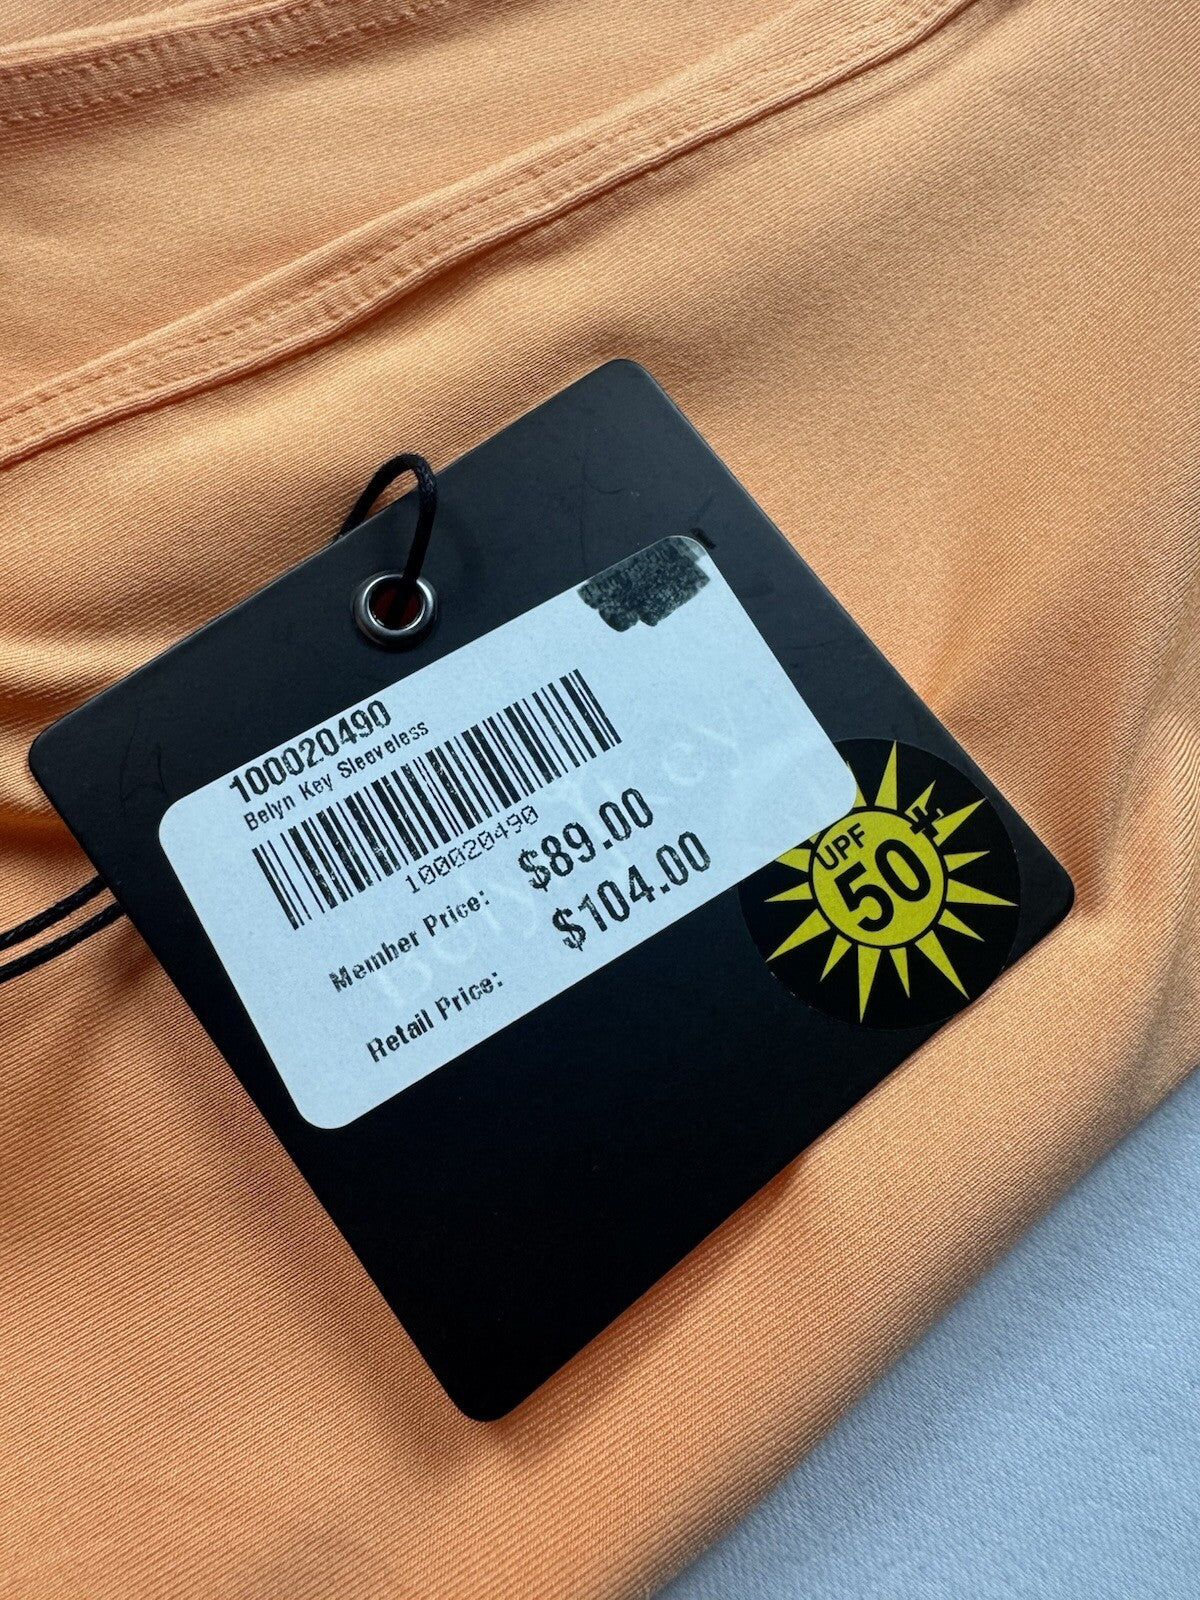 100020490
Belyn Key Sleeveless
100020490
Member Price: $89.00
Retail Price: $104.00
UPF
50+